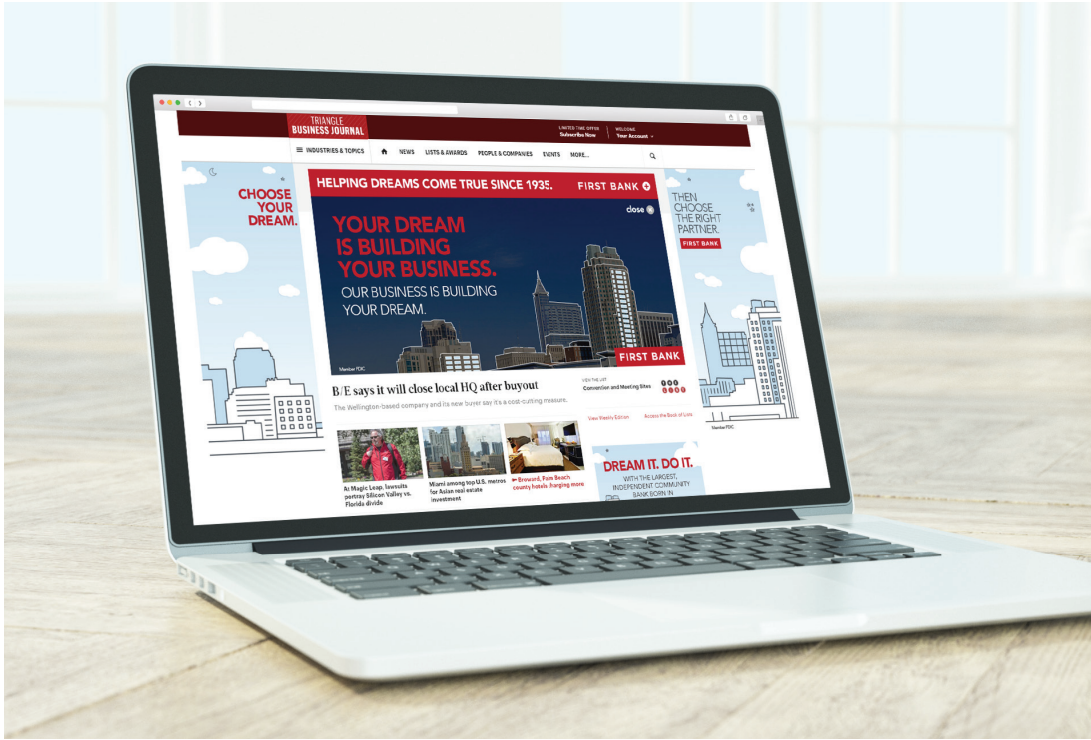 TRIANGLE
BUSINESS JOURNAL
LIMITED TIME OFFER
Subscribe Now
WELCOME
Your Account
INDUSTRIES & TOPICS
NEWS
LISTS & AWARDS
PEOPLE & COMPANIES
EVENTS
MORE...
CHOOSE
YOUR
DREAM.
HELPING DREAMS COME TRUE SINCE 1935.
FIRST BANK
close
YOUR DREAM
IS BUILDING
YOUR BUSINESS.
OUR BUSINESS IS BUILDING
YOUR DREAM.
Member FDIC
FIRST BANK
THEN
CHOOSE
THE RIGHT
PARTNER.
FIRST BANK
Member FDIC
B/E says it will close local HQ after buyout
The Wellington-based company and its new buyer say it's a cost-cutting measure.
VIEW THE LIST
Convention and Meeting Sites
THE
LIST
View Weekly Edition
Access the Book of Lists
At Magic Leap, lawsuits
portray Silicon Valley vs.
Florida divide
Miami among top U.S. metros
for Asian real estate
investment
Broward, Pam Beach
county hotels charging more
DREAM IT. DO IT.
WITH THE LARGEST,
INDEPENDENT COMMUNITY
BANK BORN IN